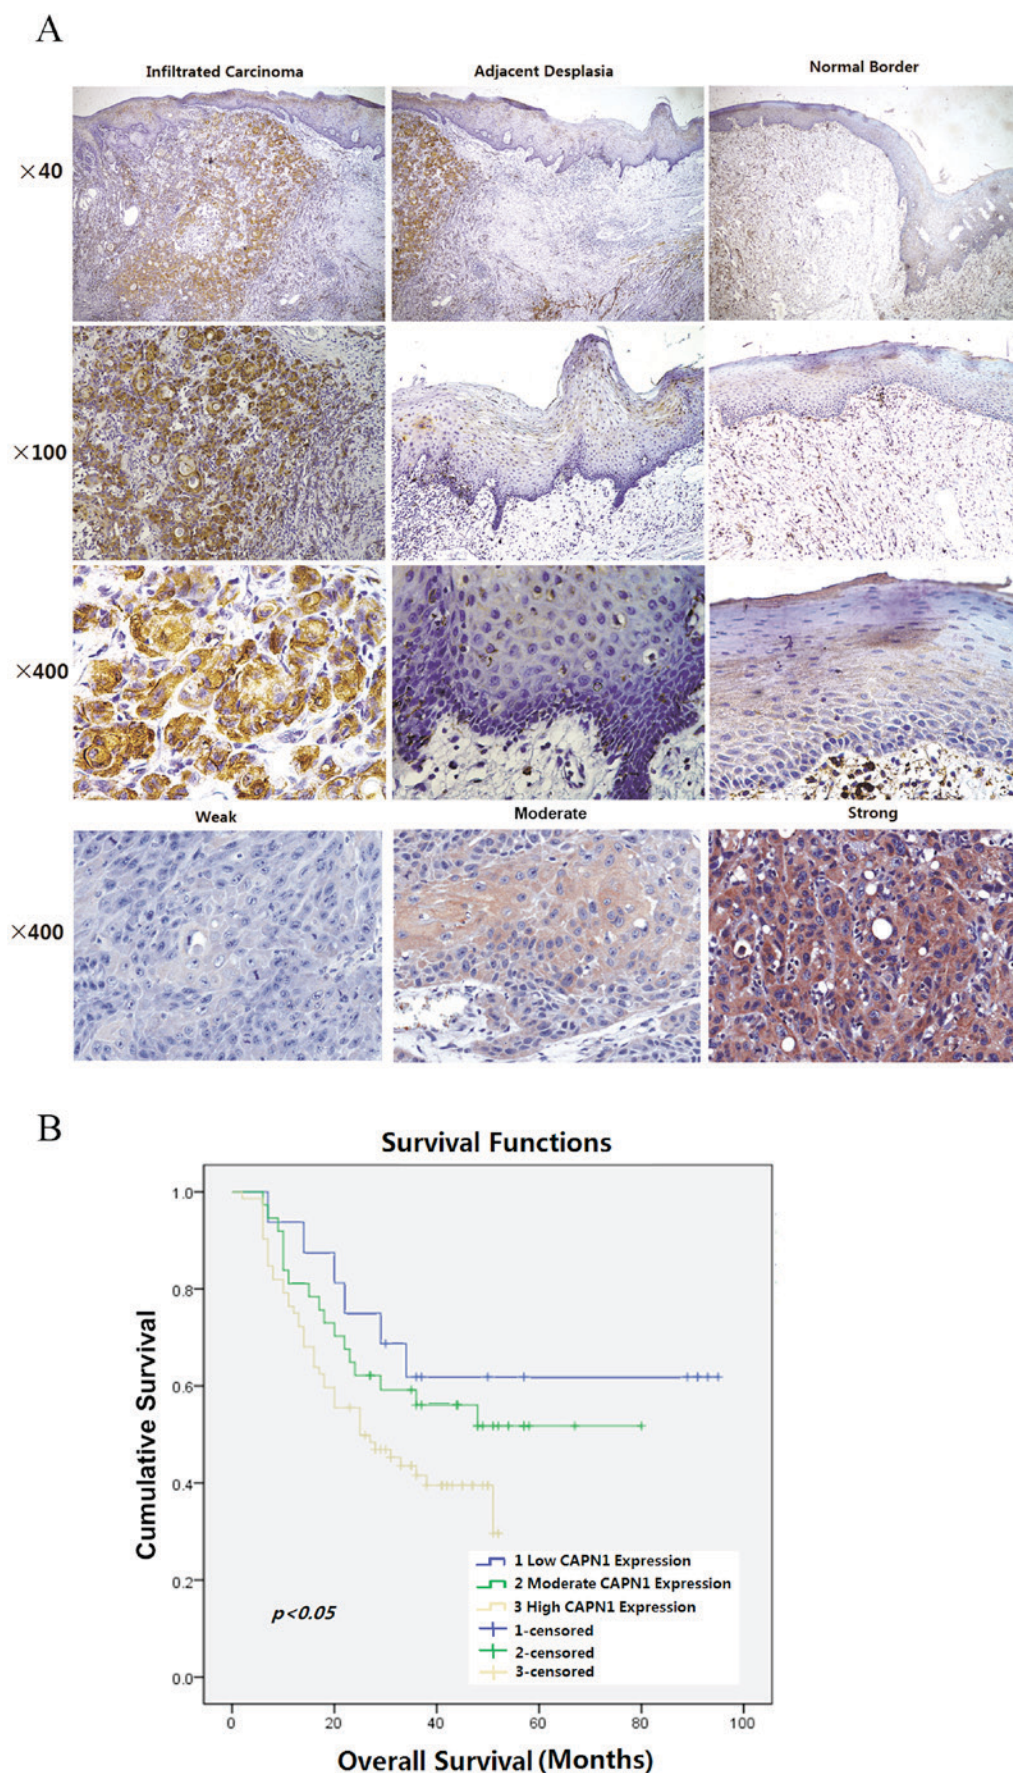 A
Infiltrated Carcinoma
Adjacent Desplasia
Normal Border
×40
×100
×400
Weak
Moderate
Strong
×400
B
Survival Functions
Cumulative Survival
1.0
0.8
0.6
0.4
0.2
0.0
p<0.05
1 Low CAPN1 Expression
2 Moderate CAPN1 Expression
3 High CAPN1 Expression
1-censored
2-censored
3-censored
0 20 40 60 80 100
Overall Survival (Months)